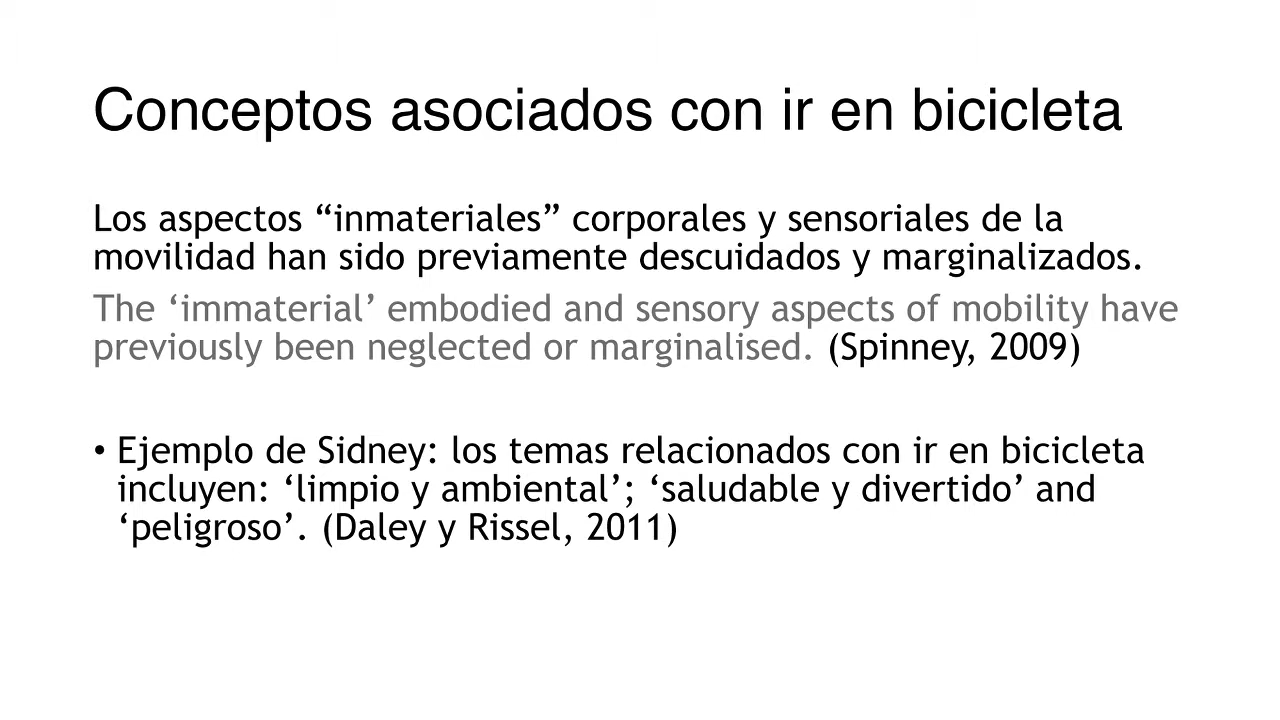 Conceptos asociados con ir en bicicleta
Los aspectos “inmateriales” corporales y sensoriales de la
movilidad han sido previamente descuidados y marginalizados.
The ‘immaterial’ embodied and sensory aspects of mobility have
previously been neglected or marginalised. (Spinney, 2009)
• Ejemplo de Sidney: los temas relacionados con ir en bicicleta
incluyen: ‘limpio y ambiental’; ‘saludable y divertido’ and
‘peligroso’. (Daley y Rissel, 2011)